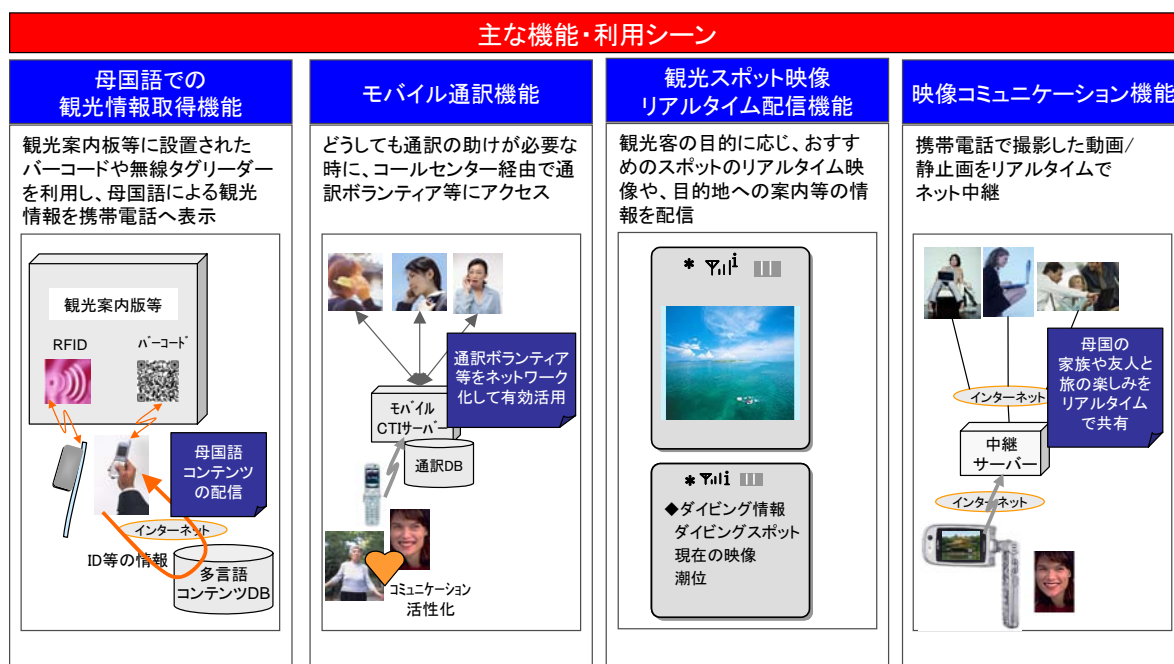 主な機能・利用シーン
母国語での
観光情報取得機能
観光案内板等に設置された
バーコードや無線タグリーダー
を利用し、母国語による観光
情報を携帯電話へ表示
観光案内版等
RFID
バーコード
母国語
コンテンツ
の配信
インターネット
ID等の情報
多言語
コンテンツDB
モバイル通訳機能
どうしても通訳の助けが必要な
時に、コールセンター経由で通
訳ボランティア等にアクセス
通訳ボランティア
等をネットワーク
化して有効活用
モバイル
CTIサーバー
通訳DB
コミュニケーション
活性化
観光スポット映像
リアルタイム配信機能
観光客の目的に応じ、おすす
めのスポットのリアルタイム映
像や、目的地への案内等の情
報を配信
◆ダイビング情報
ダイビングスポット
現在の映像
潮位
映像コミュニケーション機能
携帯電話で撮影した動画/
静止画をリアルタイムで
ネット中継
母国の
家族や友人と
旅の楽しみを
リアルタイム
で共有
インターネット
中継
サーバー
インターネット